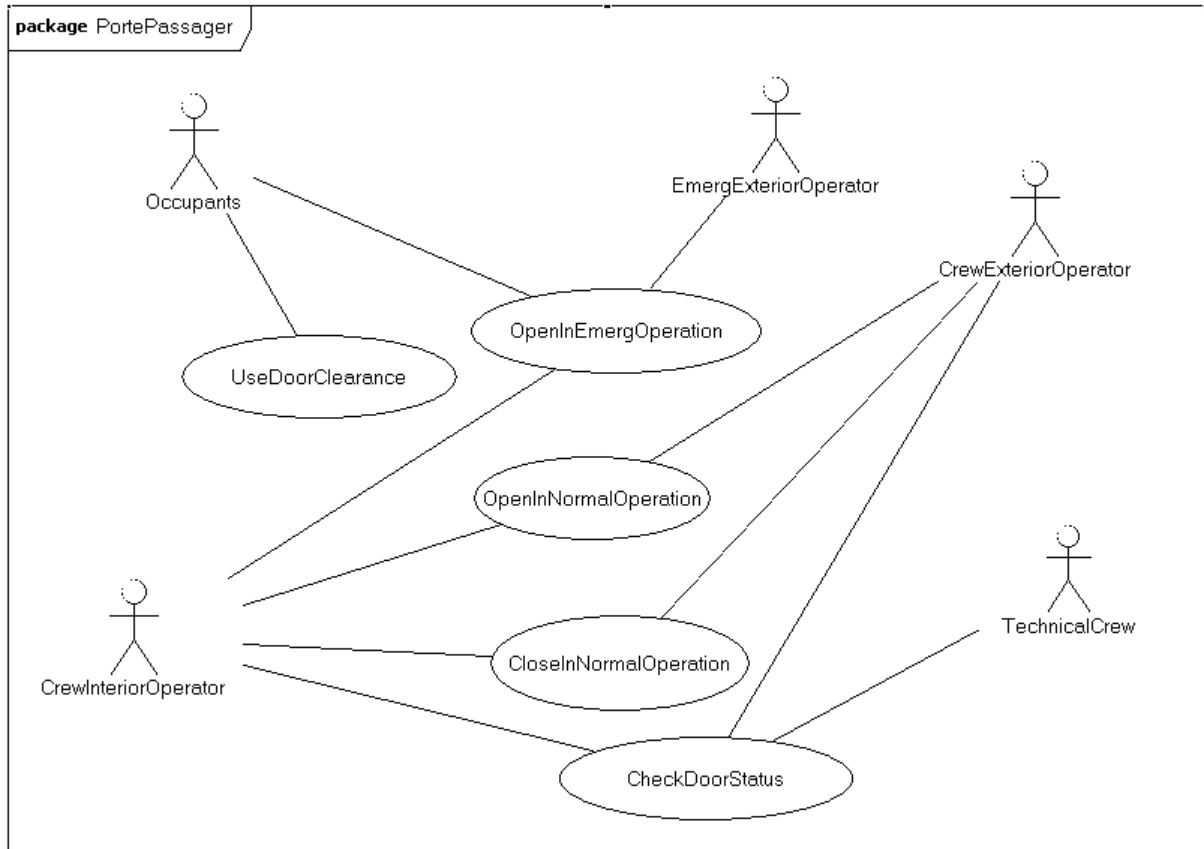 package PortePassager
Occupants
EmergExteriorOperator
CrewExteriorOperator
OpenInEmergOperation
UseDoorClearance
OpenInNormalOperation
TechnicalCrew
CloseInNormalOperation
CrewInteriorOperator
CheckDoorStatus